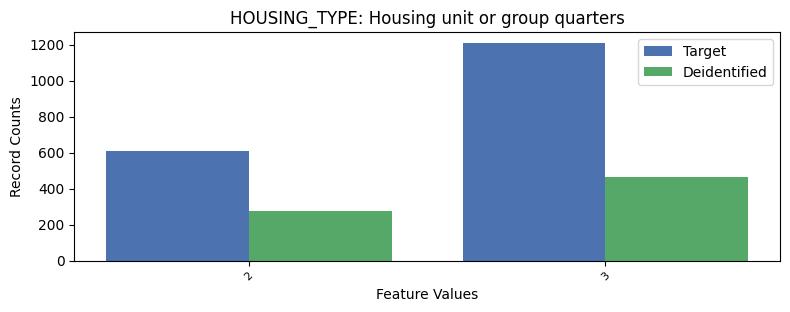 HOUSING_TYPE: Housing unit or group quarters
Record Counts
1200
1000
800
600
400
200
0
Target
Deidentified
2
3
Feature Values